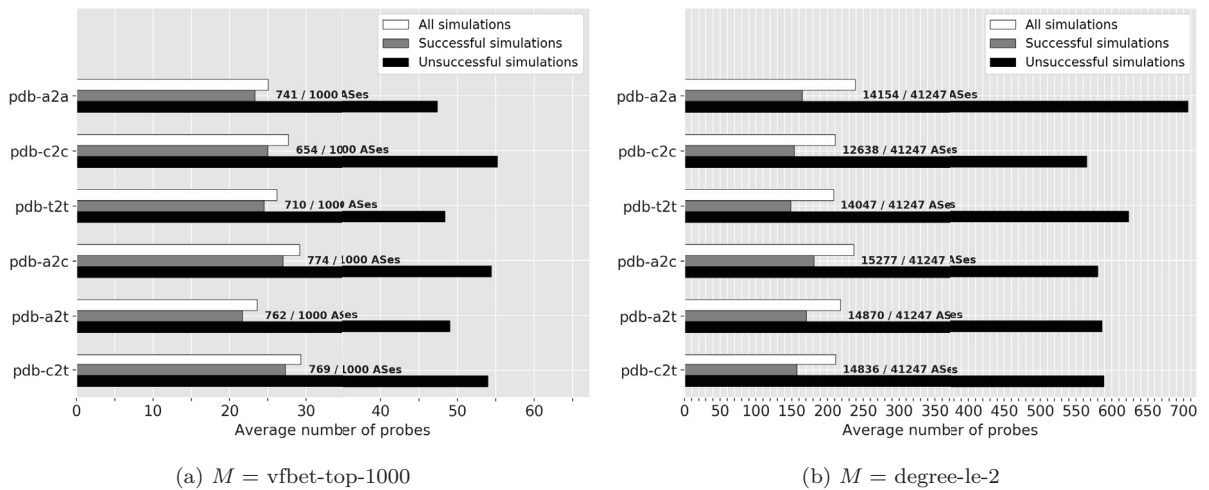 All simulations
Successful simulations
Unsuccessful simulations
pdb-a2a
741 / 1000 ASes
pdb-c2c
654 / 1000 ASes
pdb-t2t
710 / 1000 ASes
pdb-a2c
774 / 1000 ASes
pdb-a2t
762 / 1000 ASes
pdb-c2t
769 / 1000 ASes
0 10 20 30 40 50 60
Average number of probes
(a) M = vfbet-top-1000
All simulations
Successful simulations
Unsuccessful simulations
pdb-a2a
14154 / 41247 ASes
pdb-c2c
12638 / 41247 ASes
pdb-t2t
14047 / 41247 ASes
pdb-a2c
15277 / 41247 ASes
pdb-a2t
14870 / 41247 ASes
pdb-c2t
14836 / 41247 ASes
0 50 100 150 200 250 300 350 400 450 500 550 600 650 700
Average number of probes
(b) M = degree-le-2